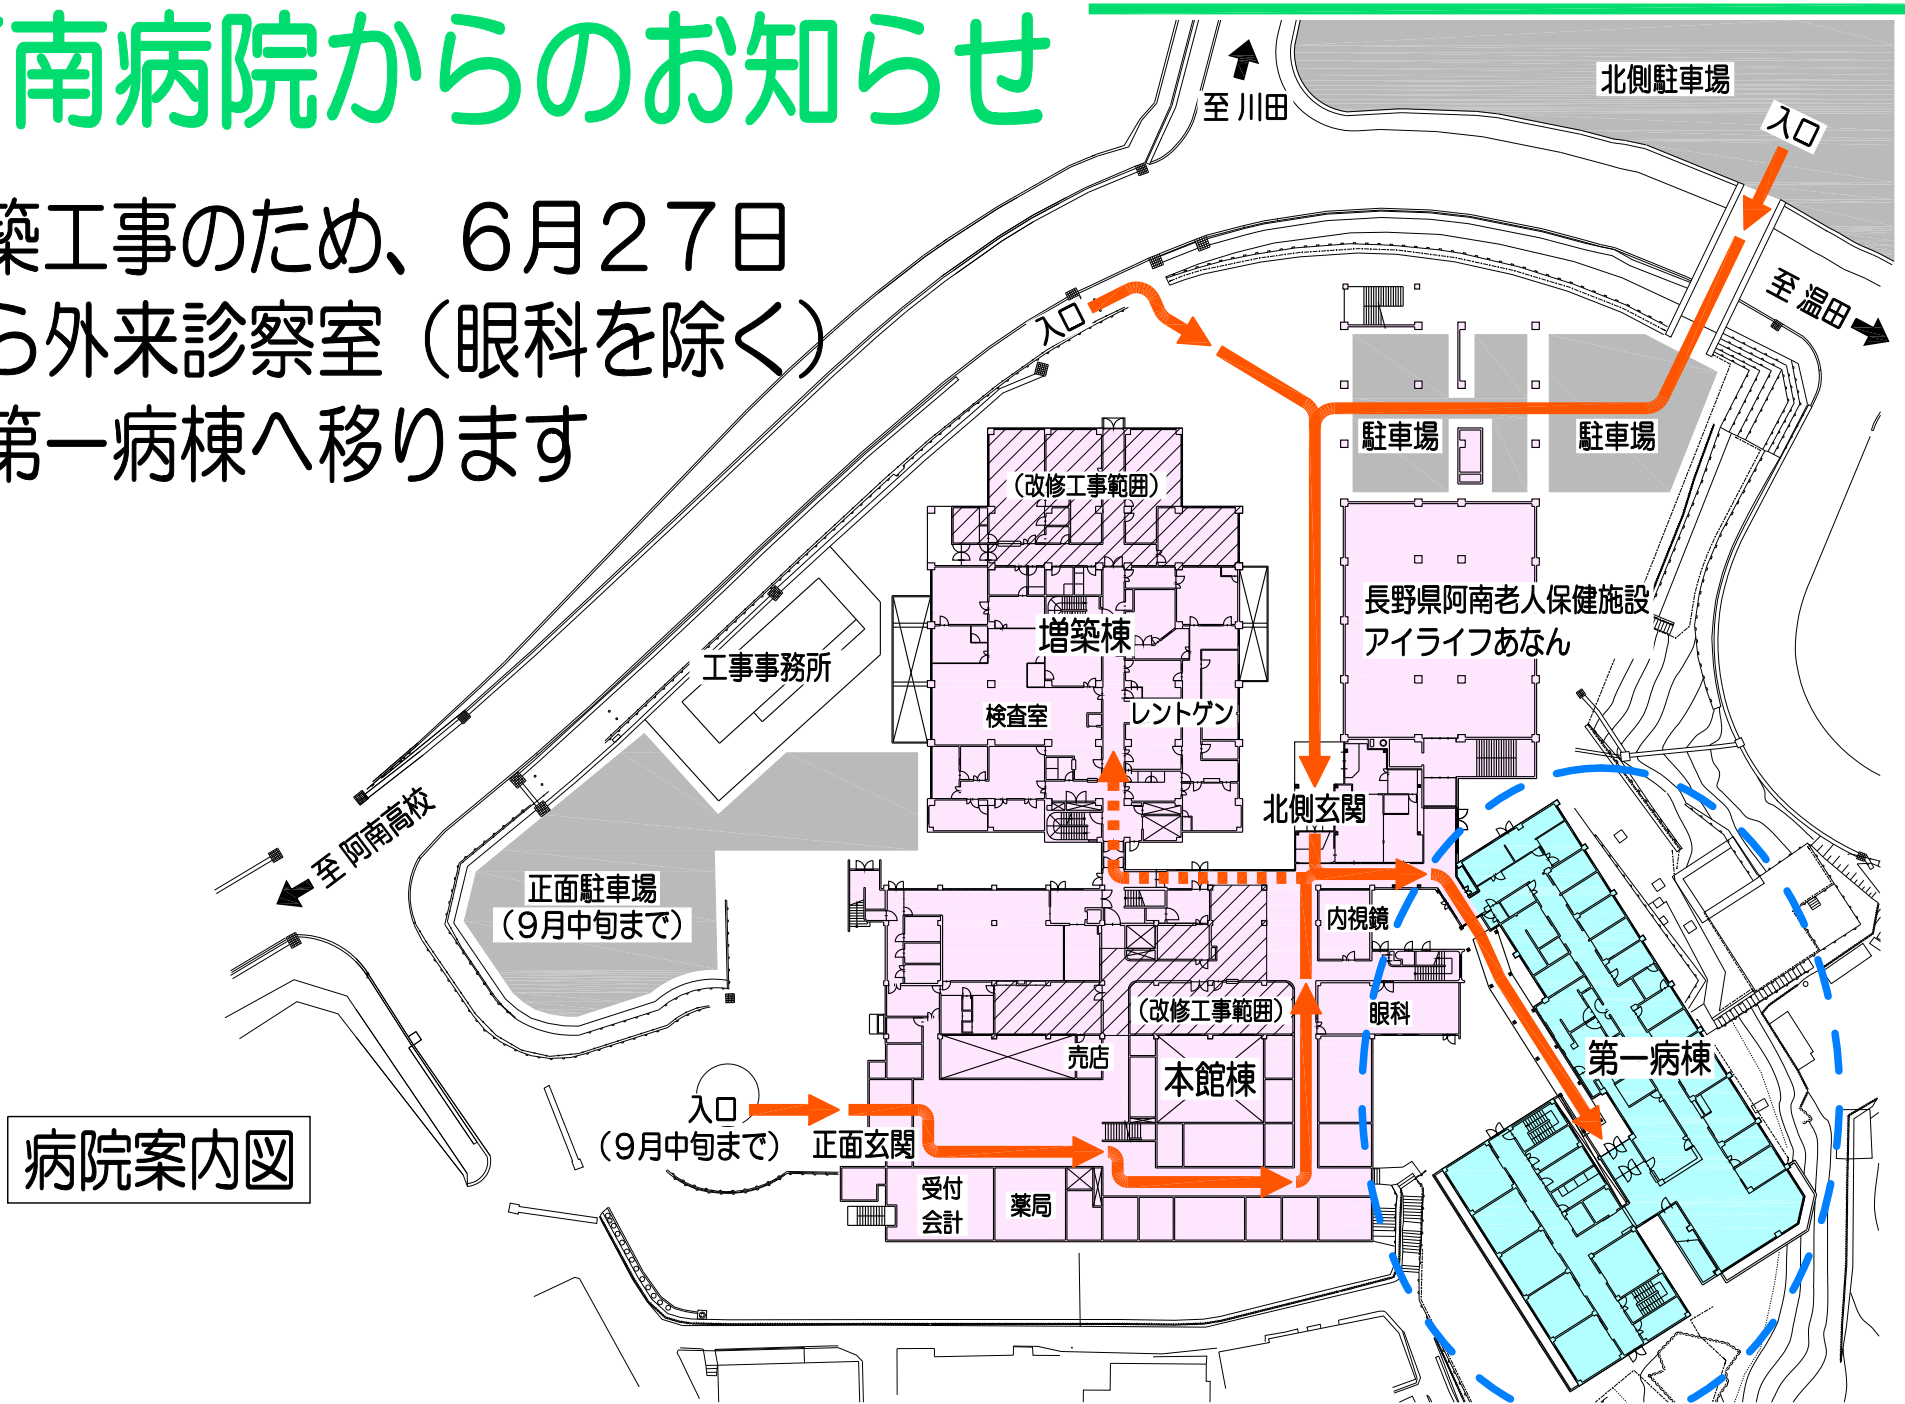 南病院からのお知らせ
築工事のため、６月２７日
ら外来診察室（眼科を除く）
第一病棟へ移ります
至 川田
北側駐車場
入口
至 温田
入口
駐車場
駐車場
（改修工事範囲）
長野県阿南老人保健施設
アイライフあなん
増築棟
工事事務所
検査室
レントゲン
北側玄関
至 阿南高校
正面駐車場
（９月中旬まで）
内視鏡
（改修工事範囲）
眼科
売店
本館棟
第一病棟
入口
（９月中旬まで）
正面玄関
病院案内図
受付
会計
薬局